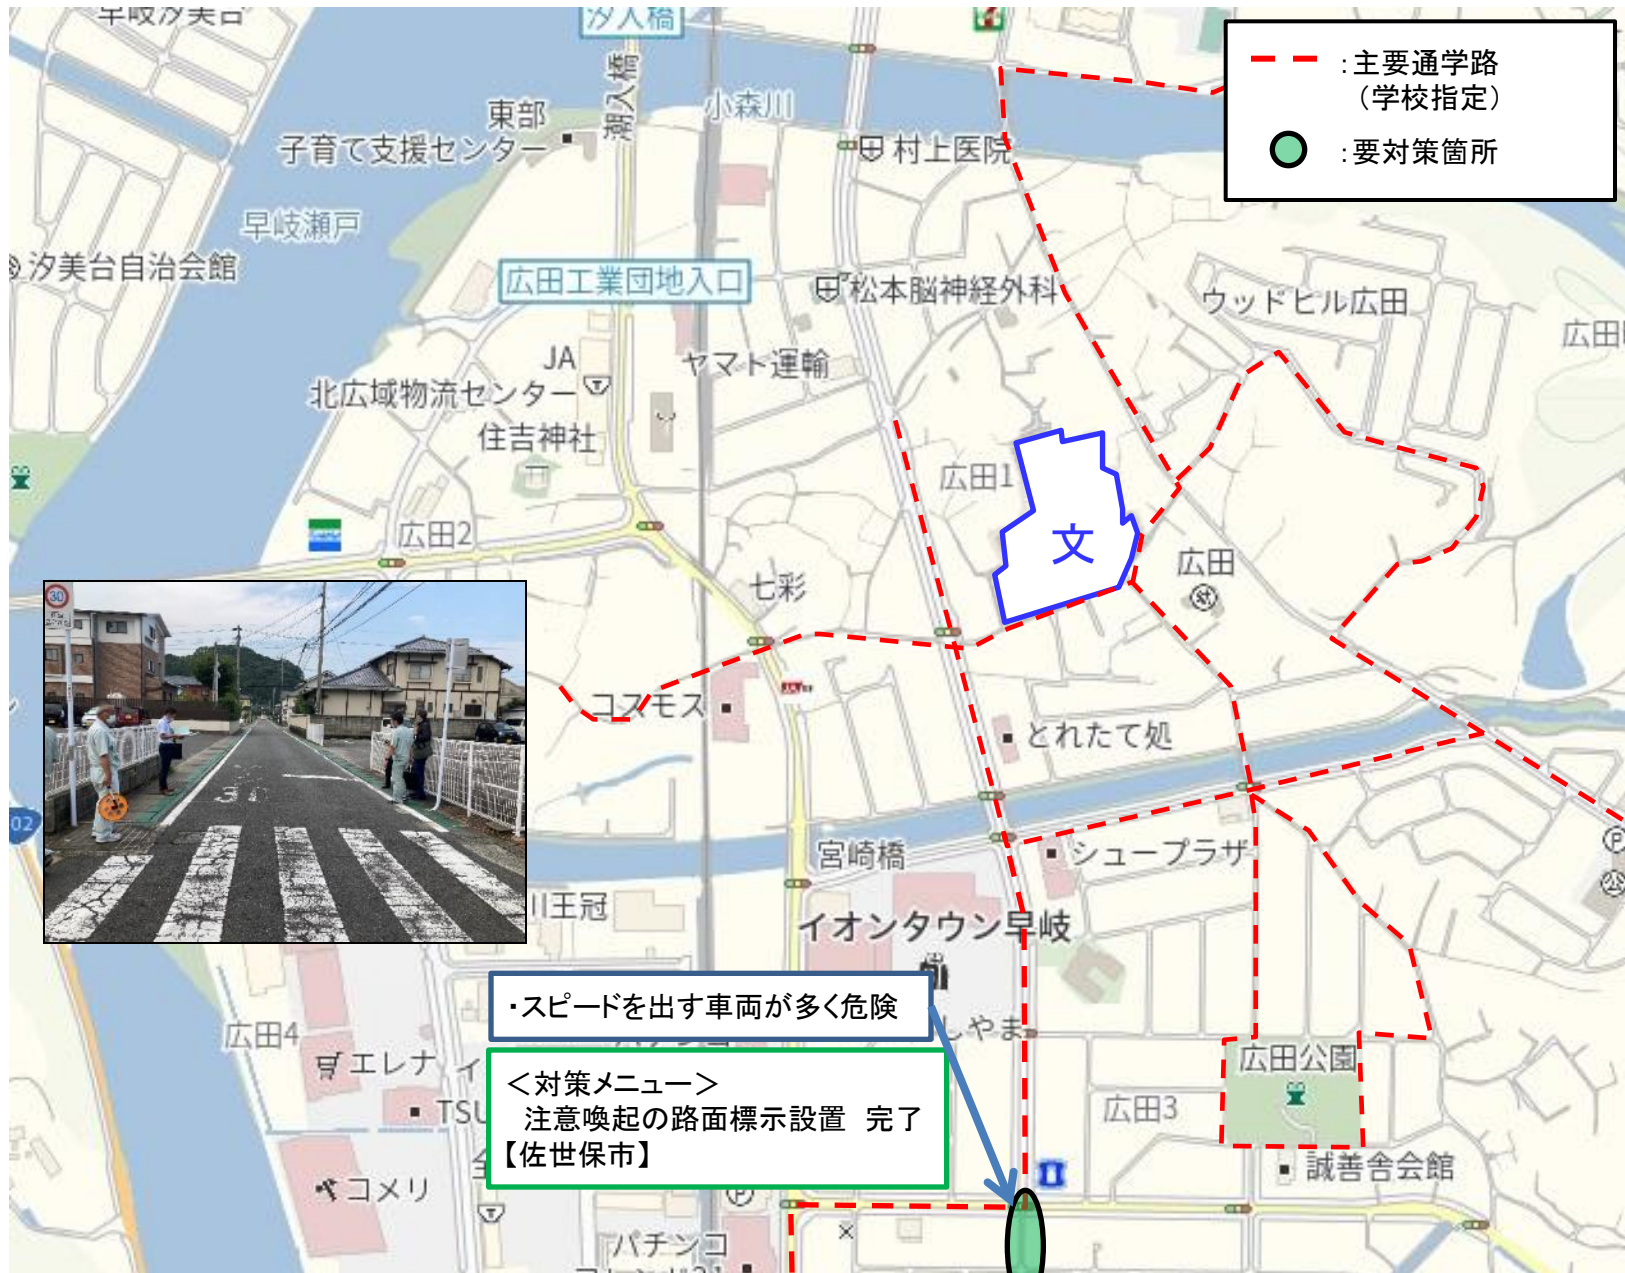 早岐汐美台
汐入橋
潮入橋
小森川
東部
子育て支援センター
村上医院
早岐瀬戸
汐美台自治会館
広田工業団地入口
松本脳神経外科
ウッドヒル広田
JA
北広域物流センター
ヤマト運輸
住吉神社
広田1
広田2
文
広田
七彩
コスモス
とれたて処
30
宮崎橋
シュープラザ
イオンタウン早岐
広田4
エレナ
コメリ
パチンコ
広田公園
広田3
誠善舎会館
:主要通学路
(学校指定)
:要対策箇所
・スピードを出す車両が多く危険
<対策メニュー>
注意喚起の路面標示設置 完了
【佐世保市】